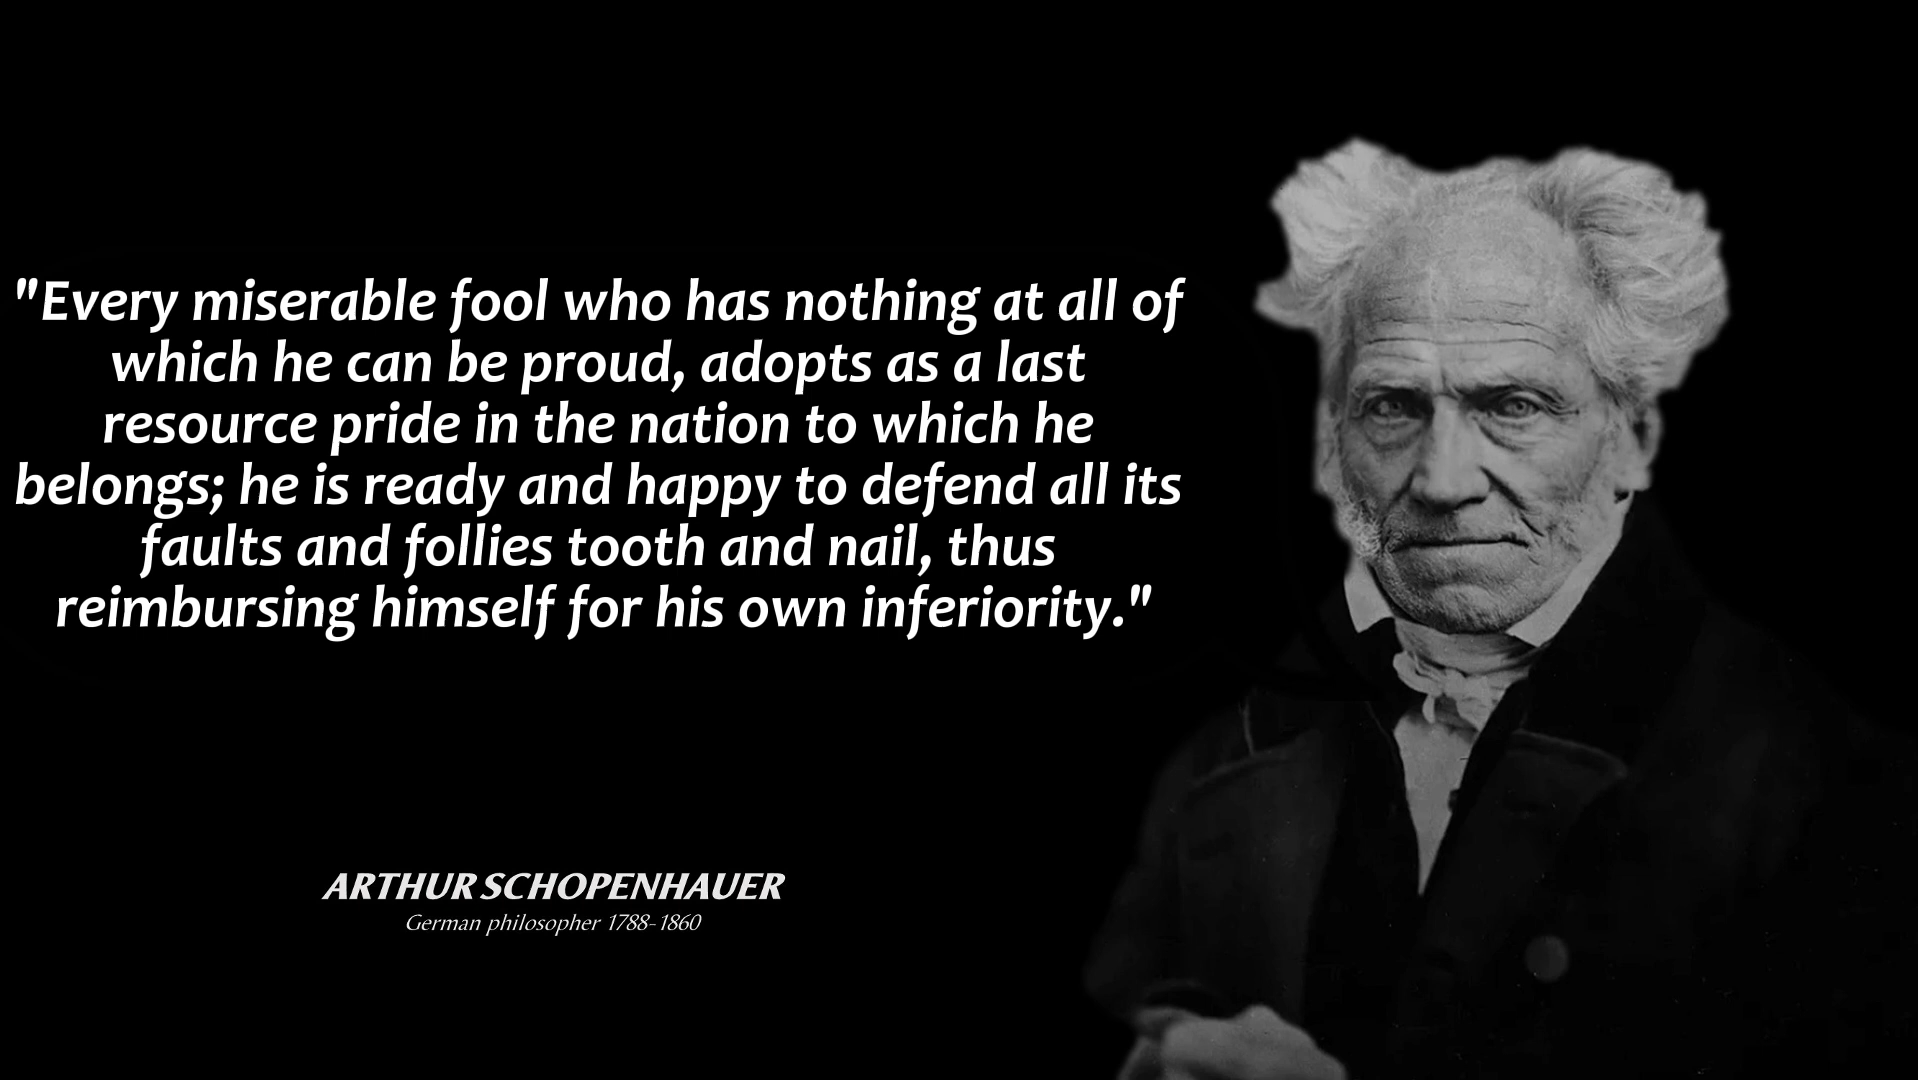 "Every miserable fool who has nothing at all of
which he can be proud, adopts as a last
resource pride in the nation to which he
belongs; he is ready and happy to defend all its
faults and follies tooth and nail, thus
reimbursing himself for his own inferiority."
ARTHUR SCHOPENHAUER
German philosopher 1788-1860